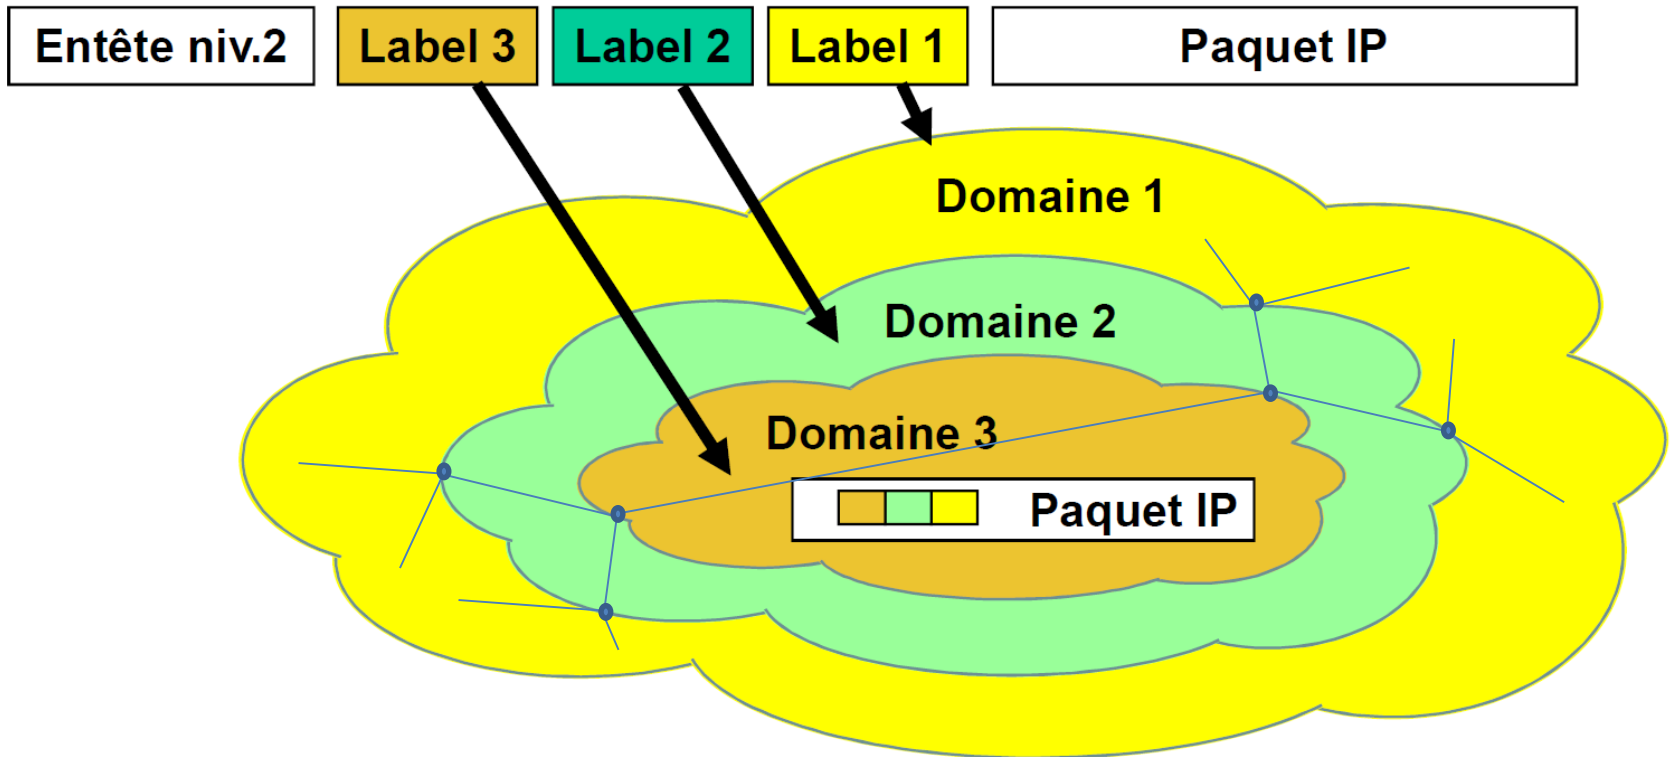 Entête niv.2 Label 3 Label 2 Label 1 Paquet IP
Domaine 1
Domaine 2
Domaine 3
Paquet IP